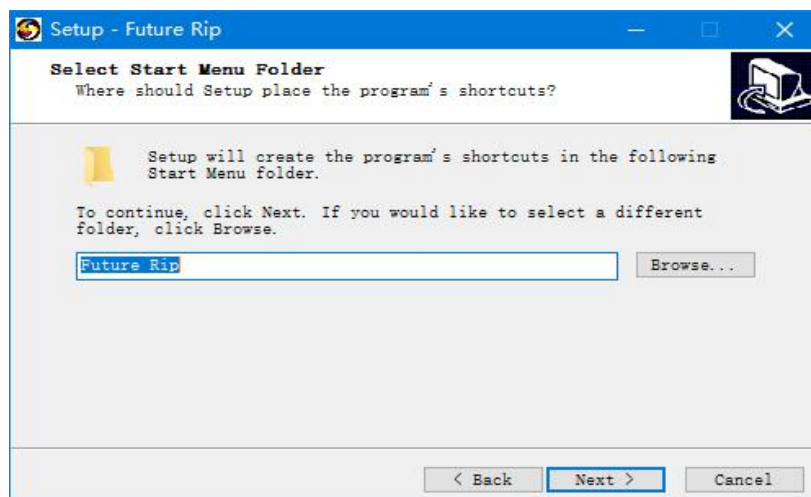 Setup - Future Rip
Select Start Menu Folder
Where should Setup place the program's shortcuts?
Setup will create the program's shortcuts in the following
Start Menu folder.
To continue, click Next. If you would like to select a different
folder, click Browse.
Future Rip
Browse...
< Back
Next >
Cancel